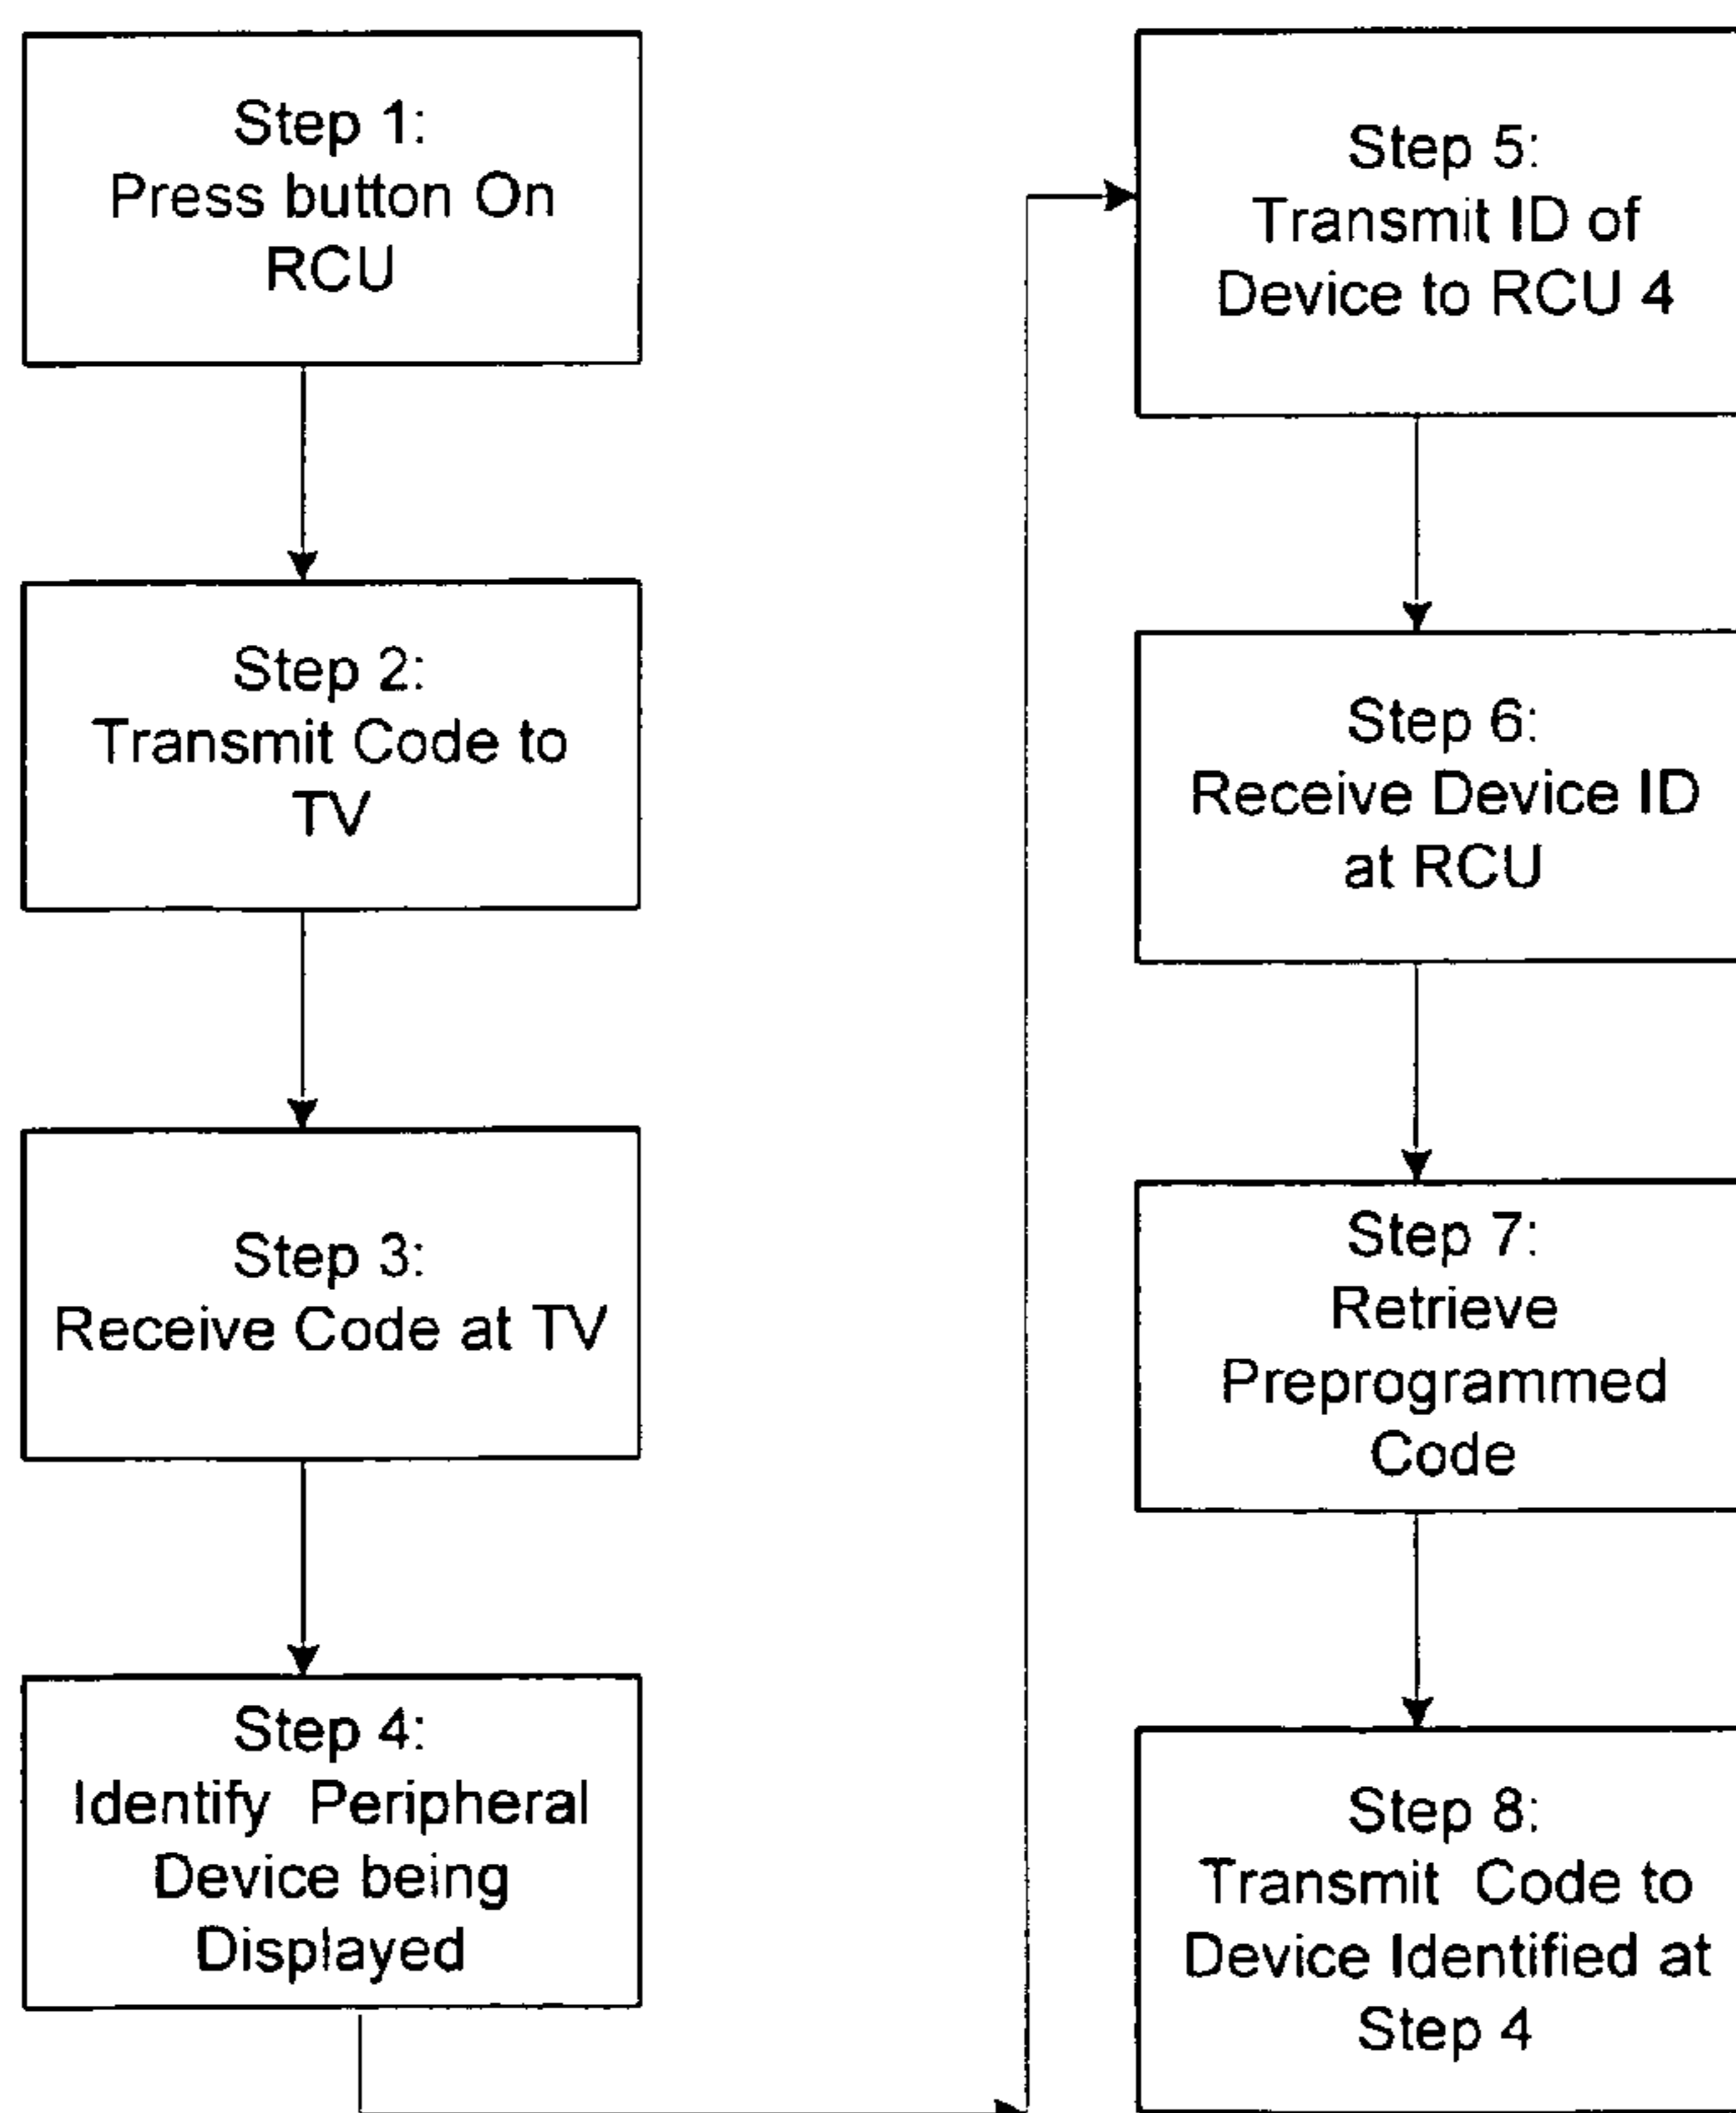 Step 1:
Press button On
RCU
Step 2:
Transmit Code to
TV
Step 3:
Receive Code at TV
Step 4:
Identify Peripheral
Device being
Displayed
Step 5:
Transmit ID of
Device to RCU 4
Step 6:
Receive Device ID
at RCU
Step 7:
Retrieve
Preprogrammed
Code
Step 8:
Transmit Code to
Device Identified at
Step 4